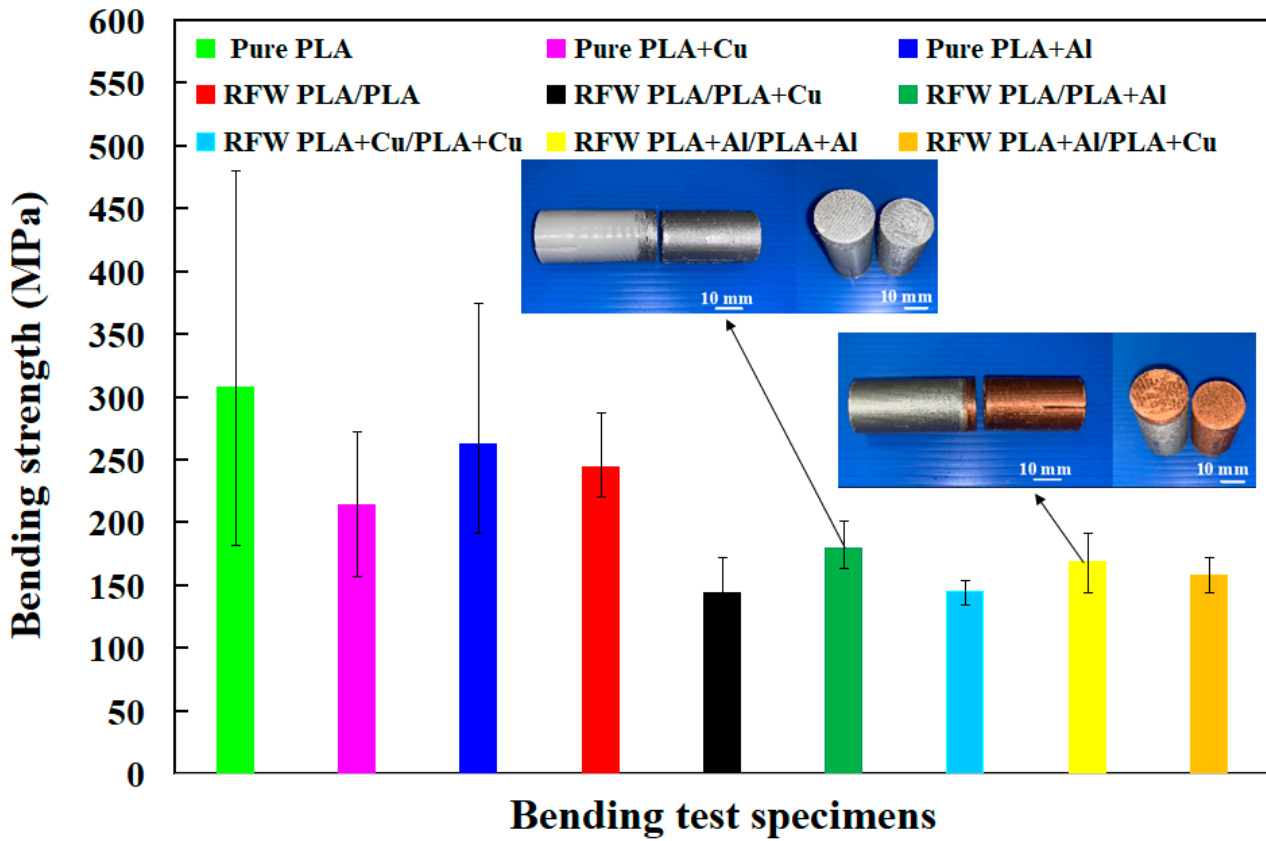 600
550
500
450
400
350
300
250
200
150
100
50
0
Bending strength (MPa)
Pure PLA
Pure PLA+Cu
Pure PLA+Al
RFW PLA/PLA
RFW PLA/PLA+Cu
RFW PLA/PLA+Al
RFW PLA+Cu/PLA+Cu
RFW PLA+Al/PLA+Al
RFW PLA+Al/PLA+Cu
10 mm
10 mm
10 mm
10 mm
Bending test specimens